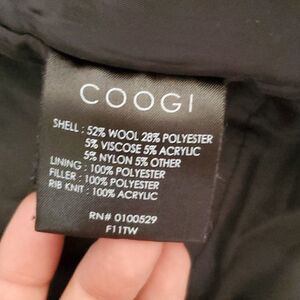 COOGI
SHELL : 52% WOOL 28% POLYESTER
5% VISCOSE 5% ACRYLIC
5% NYLON 5% OTHER
LINING : 100% POLYESTER
FILLER : 100% POLYESTER
RIB KNIT : 100% ACRYLIC
RN# 0100529
F11TW